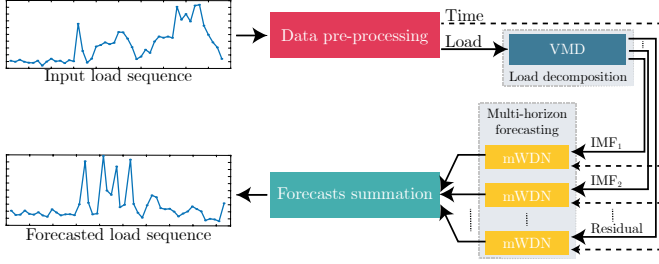 Input load sequence
Data pre-processing
Time
Load
VMD
Load decomposition
Multi-horizon
forecasting
mWDN
IMF₁
mWDN
IMF₂
mWDN
Residual
Forecasts summation
Forecasted load sequence